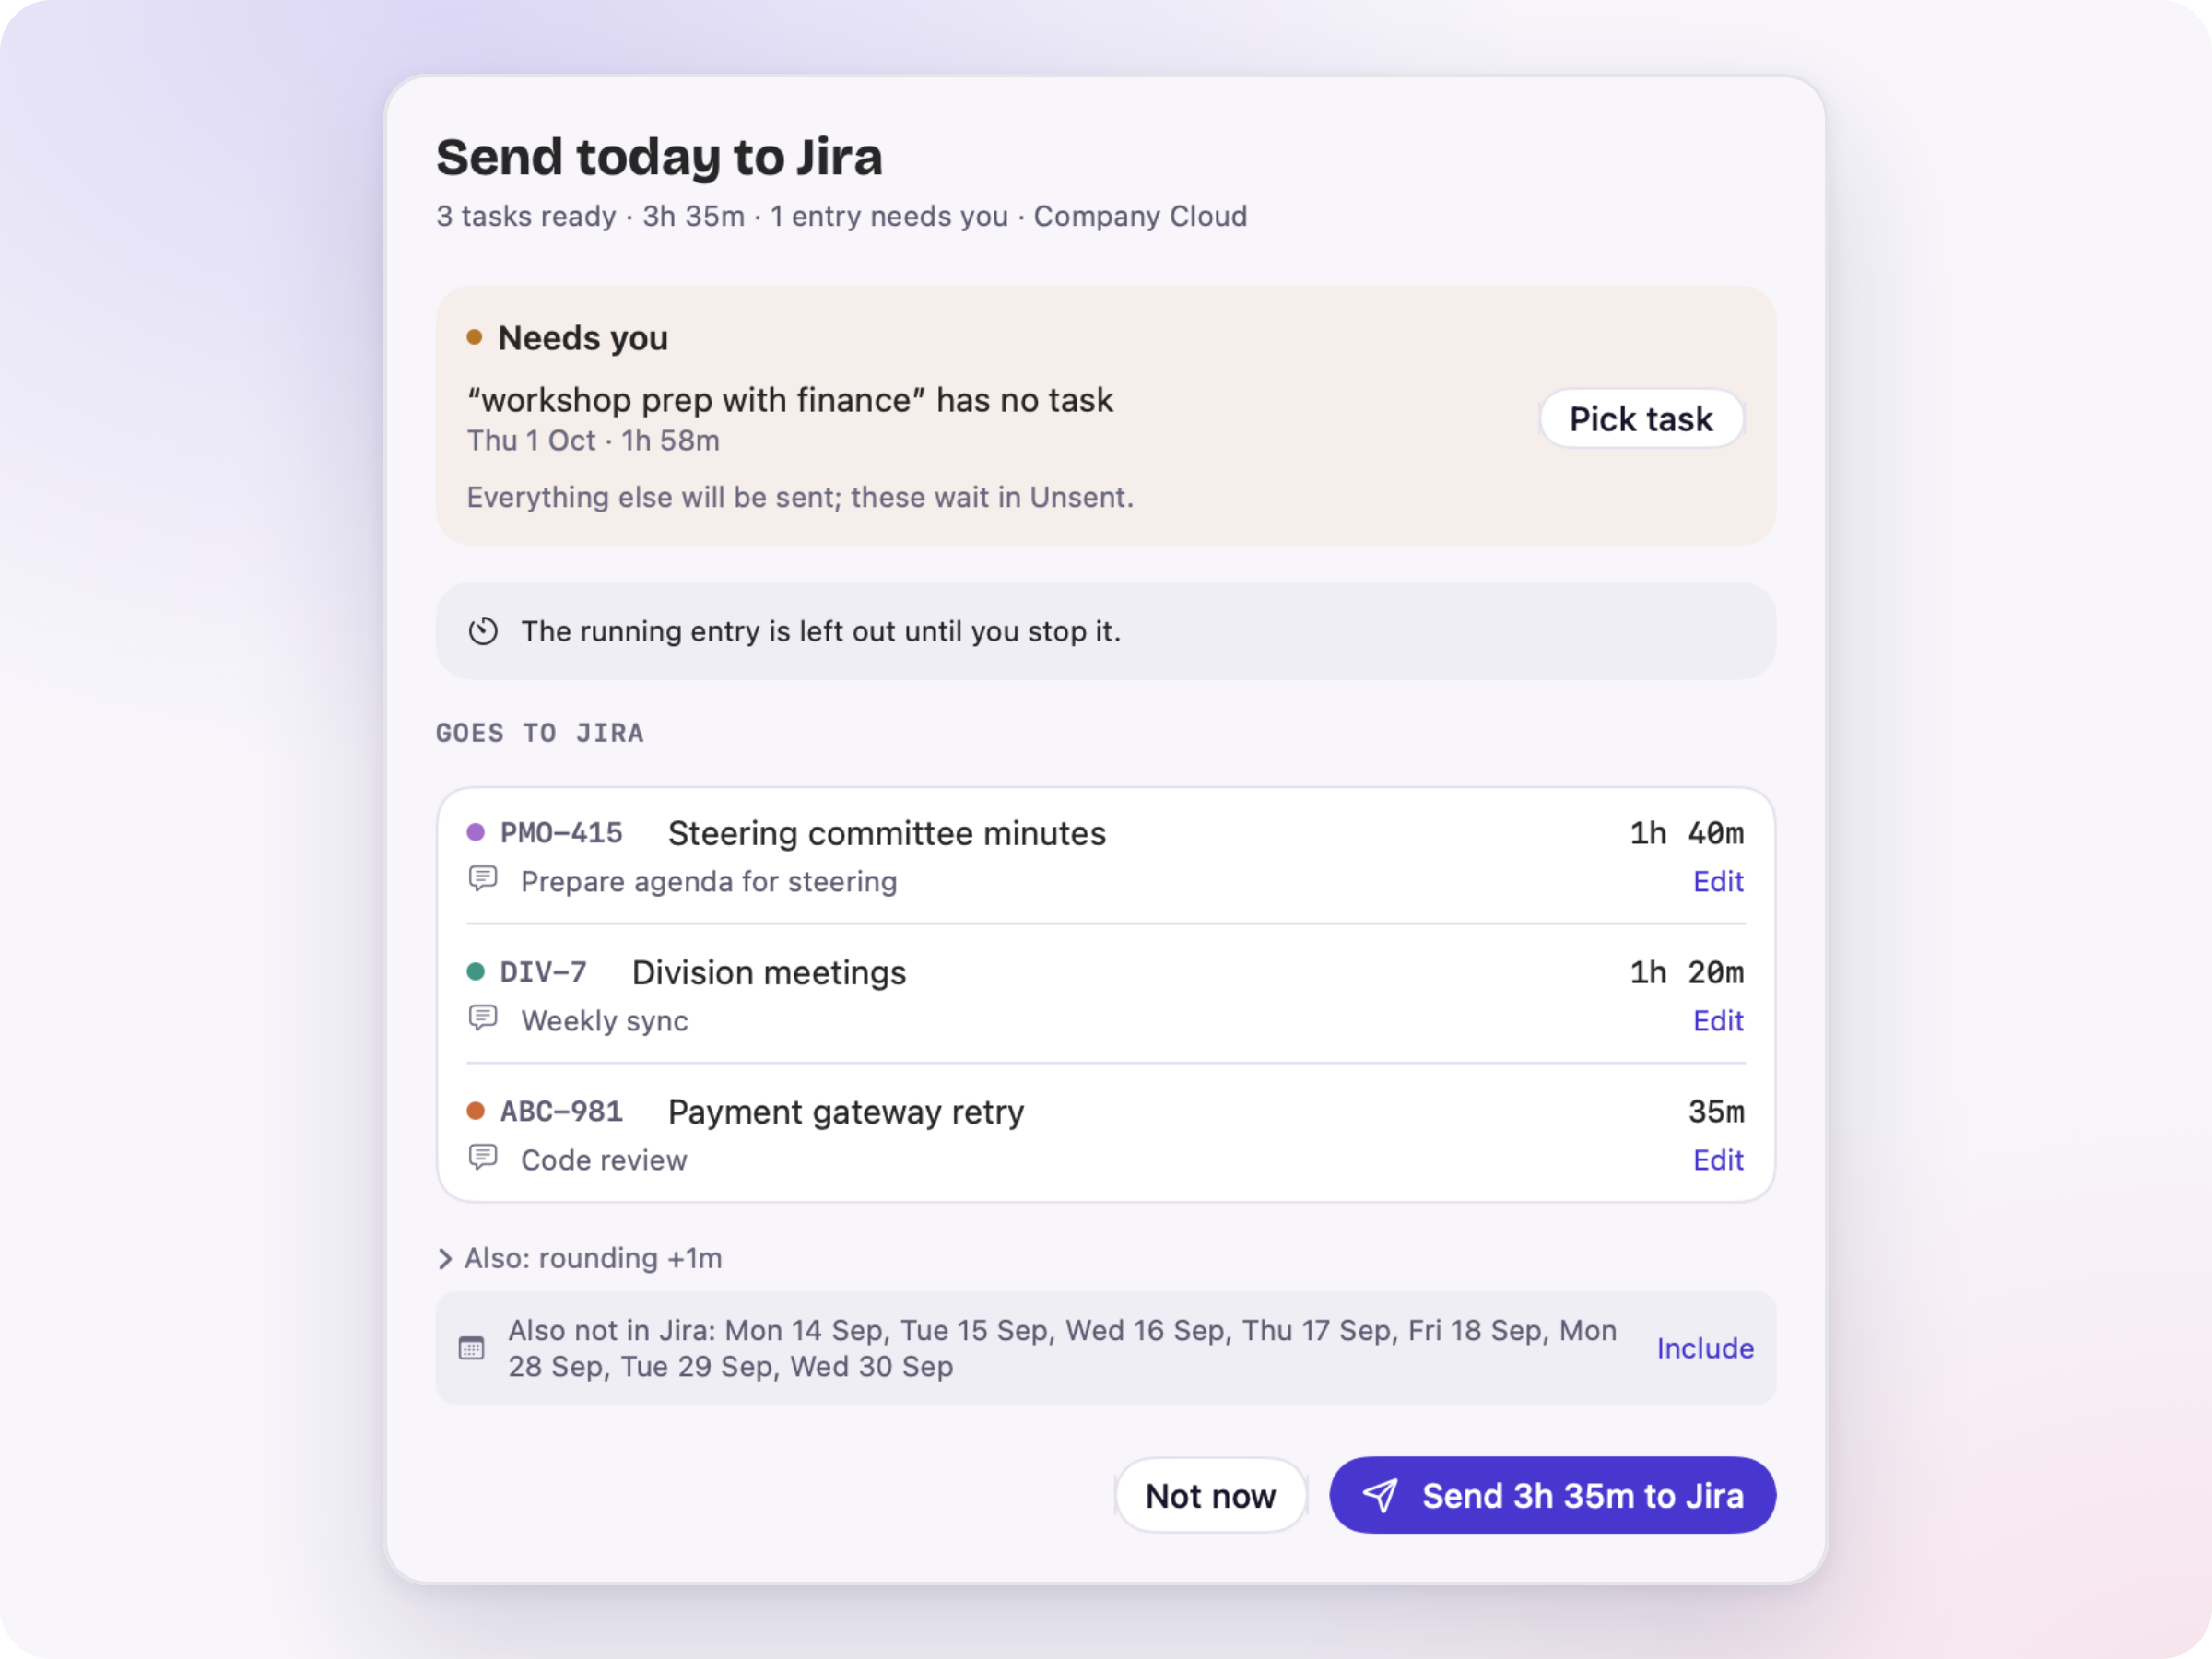 Send today to Jira
3 tasks ready · 3h 35m · 1 entry needs you · Company Cloud
Needs you
“workshop prep with finance” has no task
Thu 1 Oct · 1h 58m
Pick task
Everything else will be sent; these wait in Unsent.
The running entry is left out until you stop it.
GOES TO JIRA
PMO–415 Steering committee minutes 1h 40m
Prepare agenda for steering Edit
DIV–7 Division meetings 1h 20m
Weekly sync Edit
ABC–981 Payment gateway retry 35m
Code review Edit
Also: rounding +1m
Also not in Jira: Mon 14 Sep, Tue 15 Sep, Wed 16 Sep, Thu 17 Sep, Fri 18 Sep, Mon
28 Sep, Tue 29 Sep, Wed 30 Sep
Include
Not now Send 3h 35m to Jira